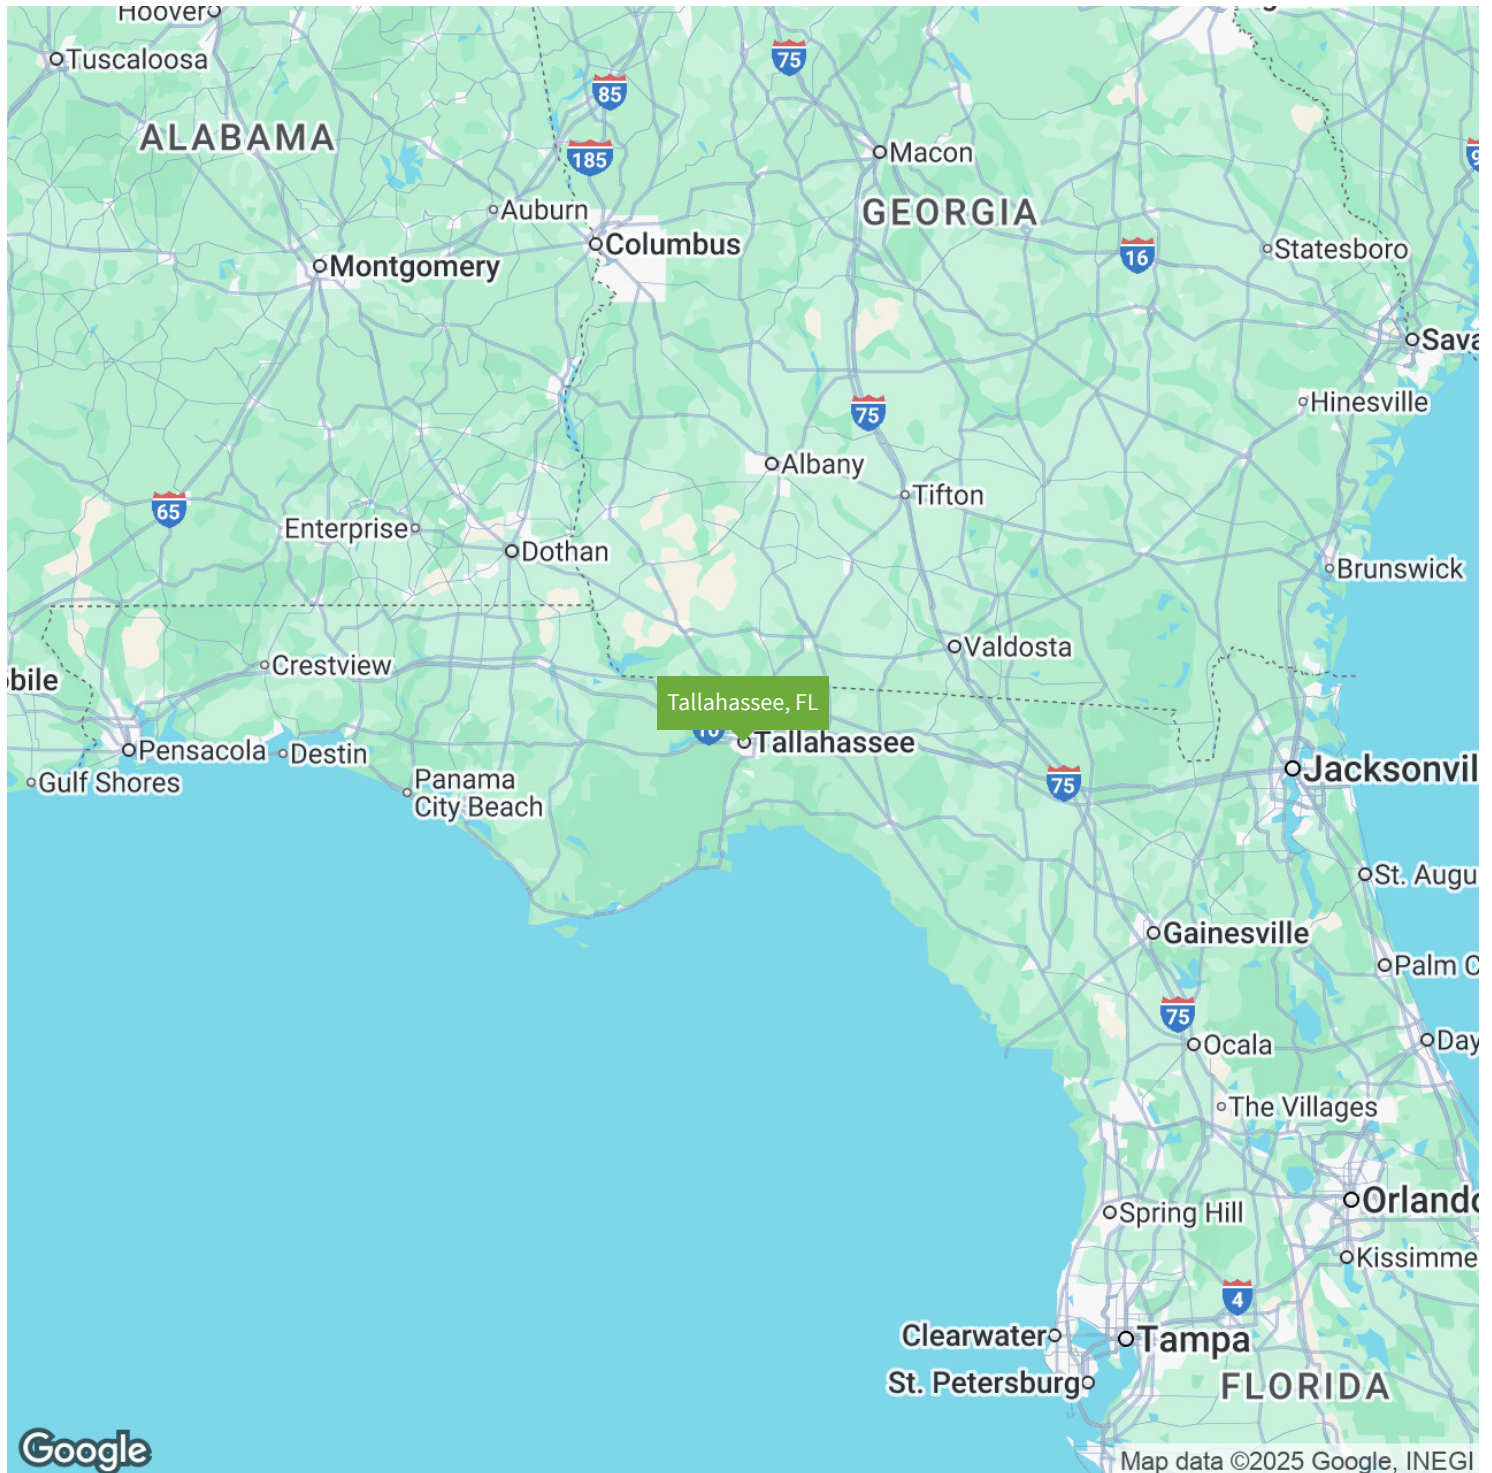 Hoover
Tuscaloosa
75
85
ALABAMA
185
Macon
Auburn
GEORGIA
Columbus
Statesboro
16
Montgomery
Sava
Hinesville
75
Albany
Tifton
65
Enterprise
Dothan
Brunswick
Valdosta
Crestview
bile
Tallahassee, FL
10
Tallahassee
Pensacola
Destin
Jacksonvil
Gulf Shores
Panama
City Beach
75
St. Augu
Gainesville
Palm C
75
Ocala
Day
The Villages
Orlando
Spring Hill
Kissimme
4
Clearwater
Tampa
St. Petersburg
FLORIDA
Google
Map data ©2025 Google, INEGI